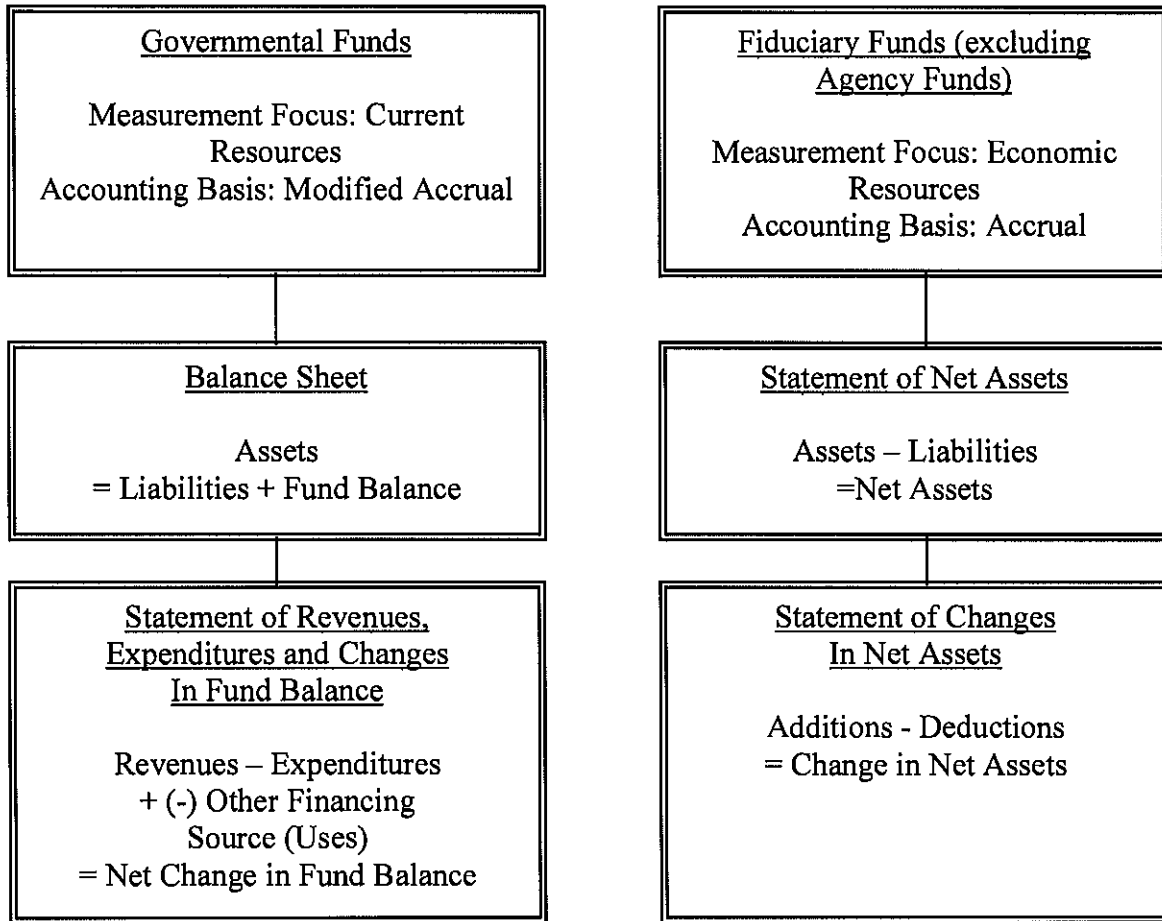 Governmental Funds
Measurement Focus: Current
Resources
Accounting Basis: Modified Accrual
Balance Sheet
Assets
= Liabilities + Fund Balance
Statement of Revenues,
Expenditures and Changes
In Fund Balance
Revenues – Expenditures
+ (-) Other Financing
Source (Uses)
= Net Change in Fund Balance
Fiduciary Funds (excluding
Agency Funds)
Measurement Focus: Economic
Resources
Accounting Basis: Accrual
Statement of Net Assets
Assets – Liabilities
=Net Assets
Statement of Changes
In Net Assets
Additions - Deductions
= Change in Net Assets